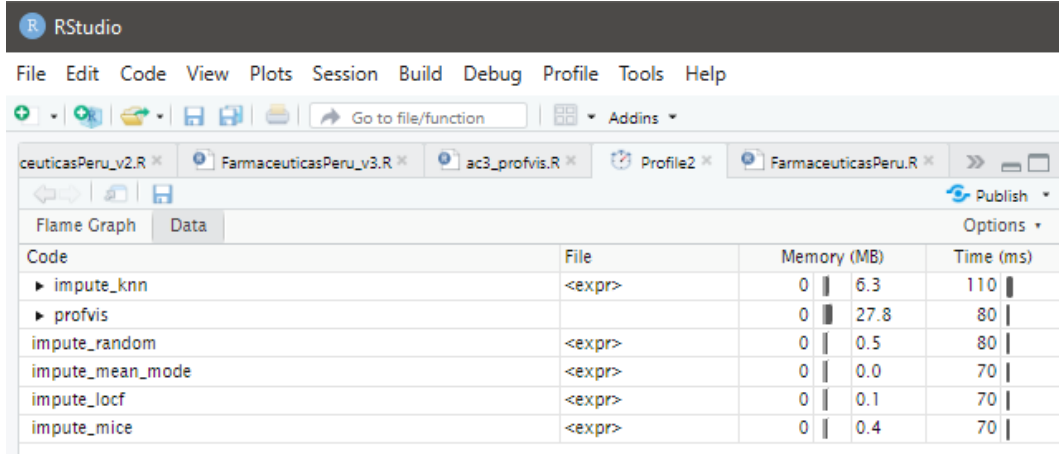 R RStudio
File Edit Code View Plots Session Build Debug Profile Tools Help
Go to file/function Addins
ceuticasPeru_v2.R FarmaceuticasPeru_v3.R ac3_profvis.R Profile2 FarmaceuticasPeru.R
Publish
Flame Graph Data Options
Code File Memory (MB) Time (ms)
impute_knn <expr> 0 6.3 110
profvis 0 27.8 80
impute_random <expr> 0 0.5 80
impute_mean_mode <expr> 0 0.0 70
impute_locf <expr> 0 0.1 70
impute_mice <expr> 0 0.4 70